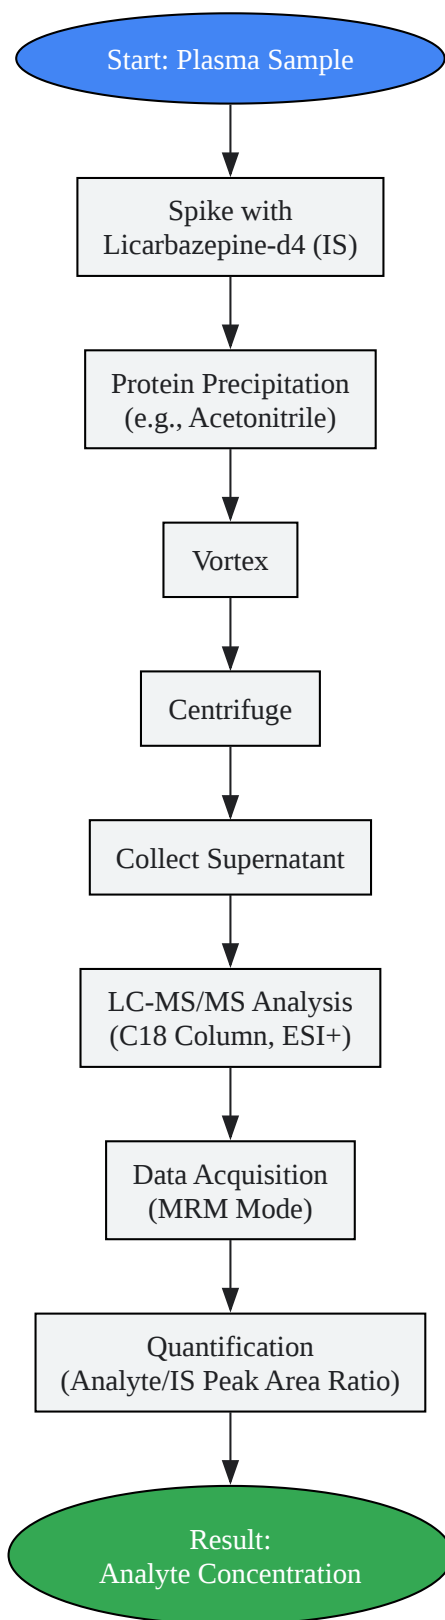 Start: Plasma Sample
Spike with
Licarbazepine-d4 (IS)
Protein Precipitation
(e.g., Acetonitrile)
Vortex
Centrifuge
Collect Supernatant
LC-MS/MS Analysis
(C18 Column, ESI+)
Data Acquisition
(MRM Mode)
Quantification
(Analyte/IS Peak Area Ratio)
Result:
Analyte Concentration